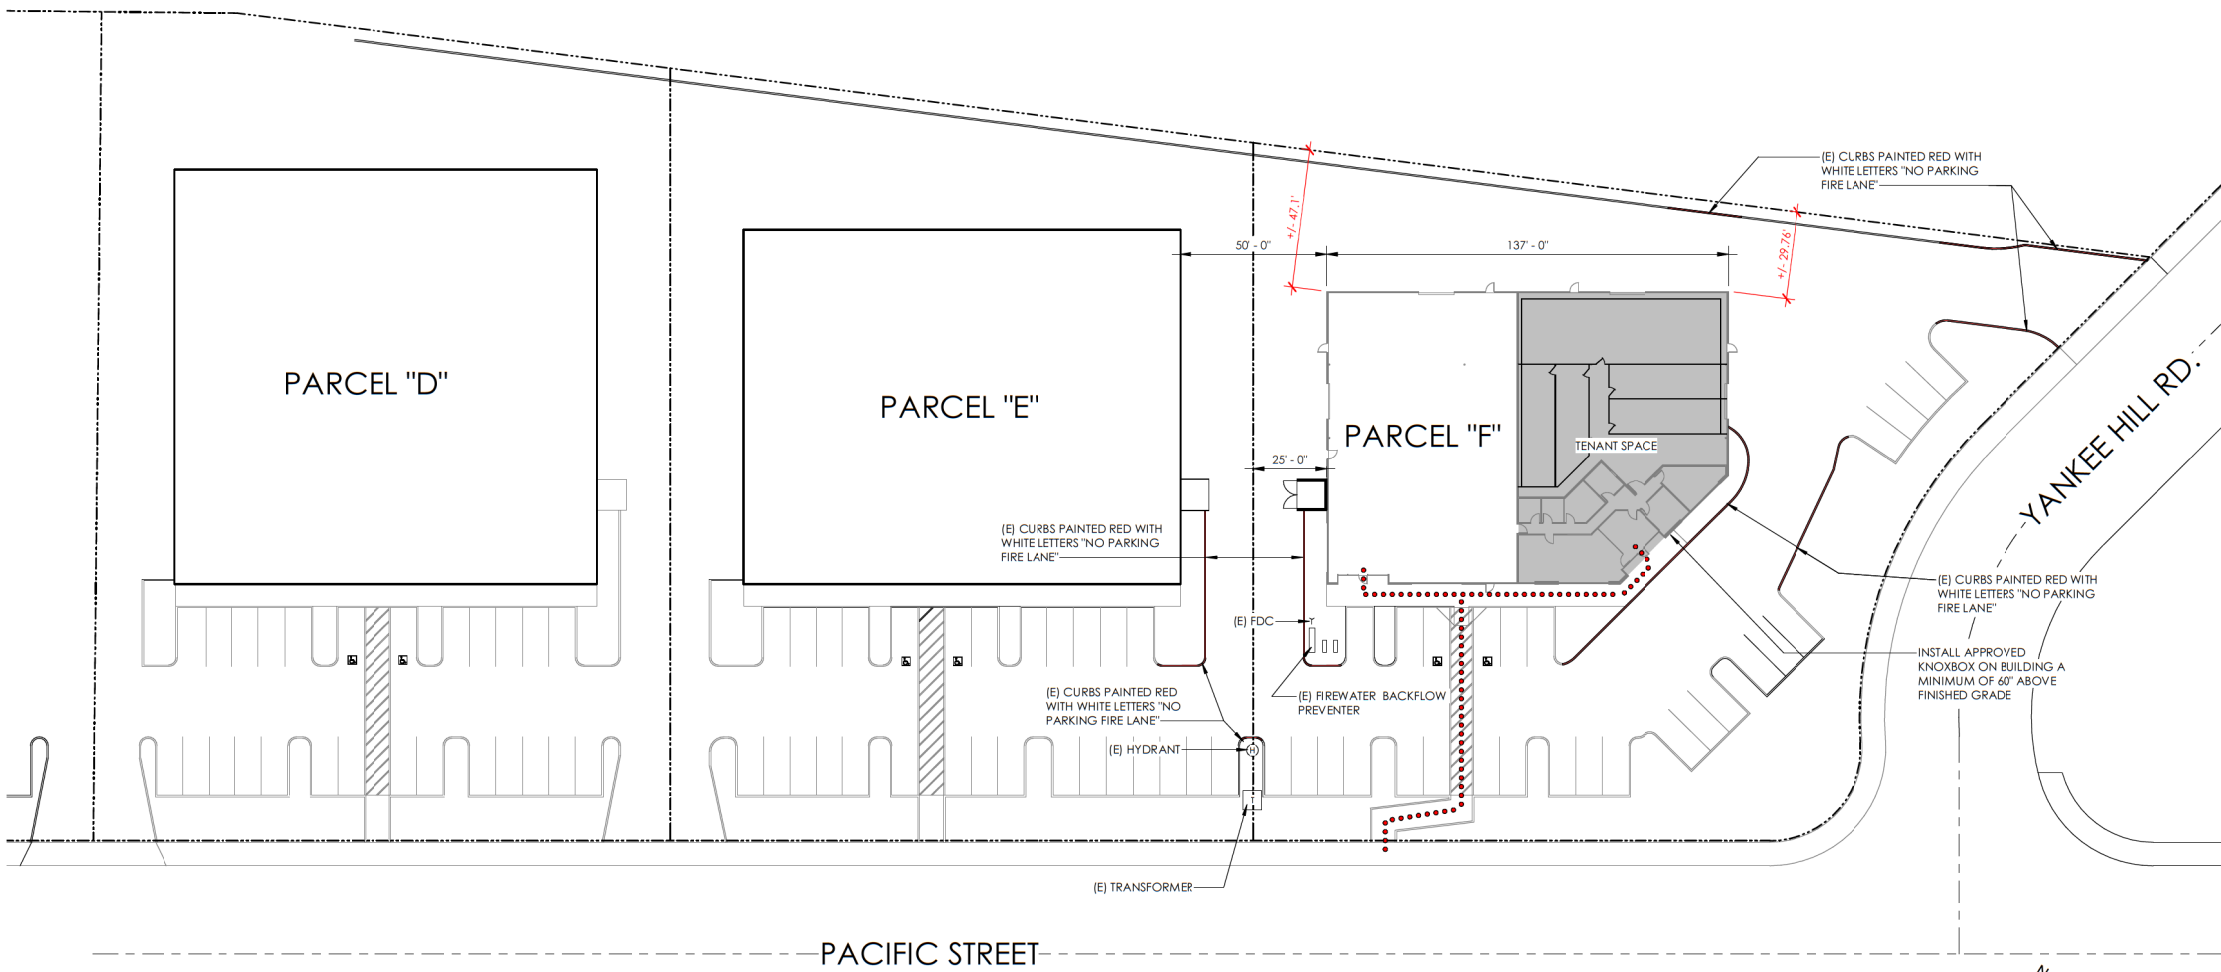 (E) CURBS PAINTED RED WITH
WHITE LETTERS "NO PARKING
FIRE LANE"
+/- 47.1'
50' - 0"
137' - 0"
+/- 29.76'
PARCEL "D"
PARCEL "E"
PARCEL "F"
TENANT SPACE
YANKEE HILL RD.
25' - 0"
(E) CURBS PAINTED RED WITH
WHITE LETTERS "NO PARKING
FIRE LANE"
(E) CURBS PAINTED RED WITH
WHITE LETTERS "NO PARKING
FIRE LANE"
(E) FDC
INSTALL APPROVED
KNOXBOX ON BUILDING A
MINIMUM OF 60" ABOVE
FINISHED GRADE
(E) CURBS PAINTED RED
WITH WHITE LETTERS "NO
PARKING FIRE LANE"
(E) FIREWATER BACKFLOW
PREVENTER
(E) HYDRANT
H
(E) TRANSFORMER
PACIFIC STREET